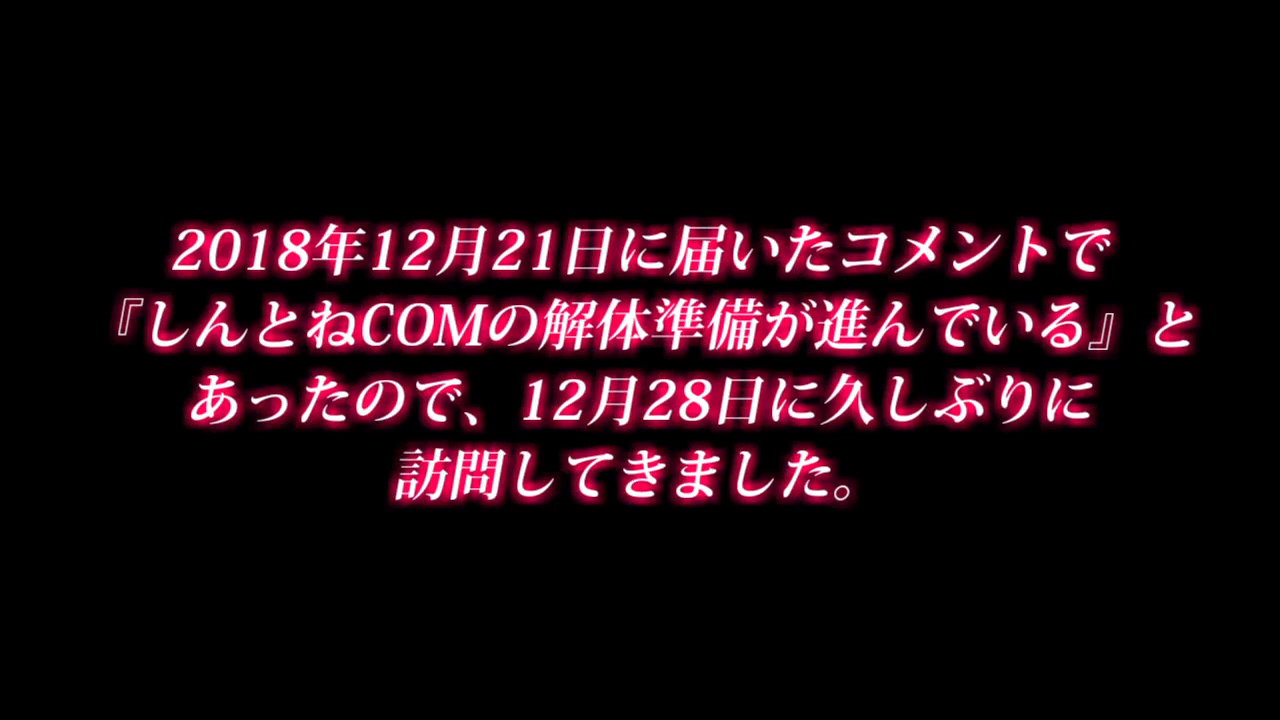 2018年12月21日に届いたコメントで
『しんとねCOMの解体準備が進んでいる』と
あったので、12月28日に久しぶりに
訪問してきました。